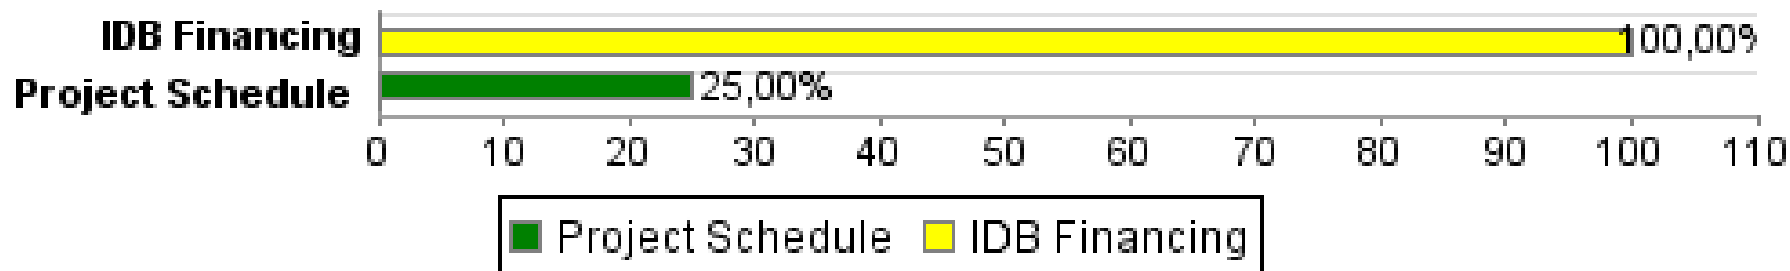 IDB Financing 100,00%
Project Schedule 25,00%
0 10 20 30 40 50 60 70 80 90 100 110
Project Schedule IDB Financing